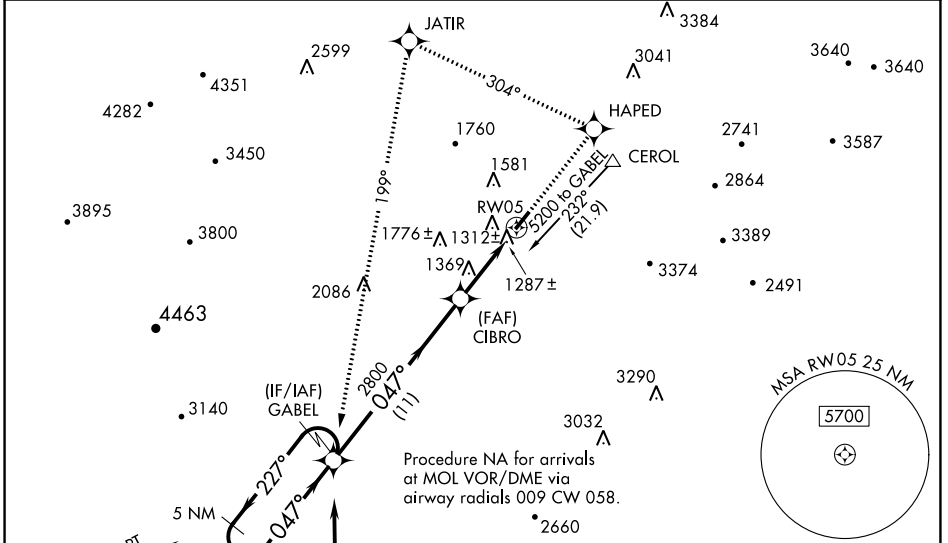 3384
JATIR
2599
3041
3640
3640
4351
304°
4282
HAPED
1760
2741
3587
3450
CEROL
1581
2864
199°
5200 to GABEL
232°
(21.9)
RW05
3895
3800
1776±
1312±
3389
1369
3374
1287±
2491
2086
4463
(FAF)
CIBRO
2800
047°
(11)
MSA RW05 25 NM
5700
3290
(IF/IAF)
GABEL
3140
3032
Procedure NA for arrivals
at MOL VOR/DME via
airway radials 009 CW 058.
227°
047°
5 NM
2660